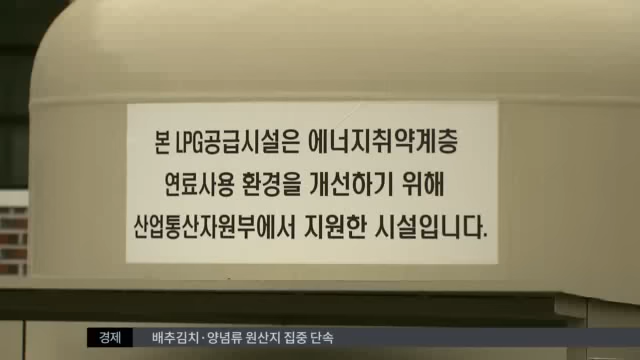 본 LPG공급시설은 에너지취약계층
연료사용 환경을 개선하기 위해
산업통산자원부에서 지원한 시설입니다.
경제 배추김치·양념류 원산지 집중 단속